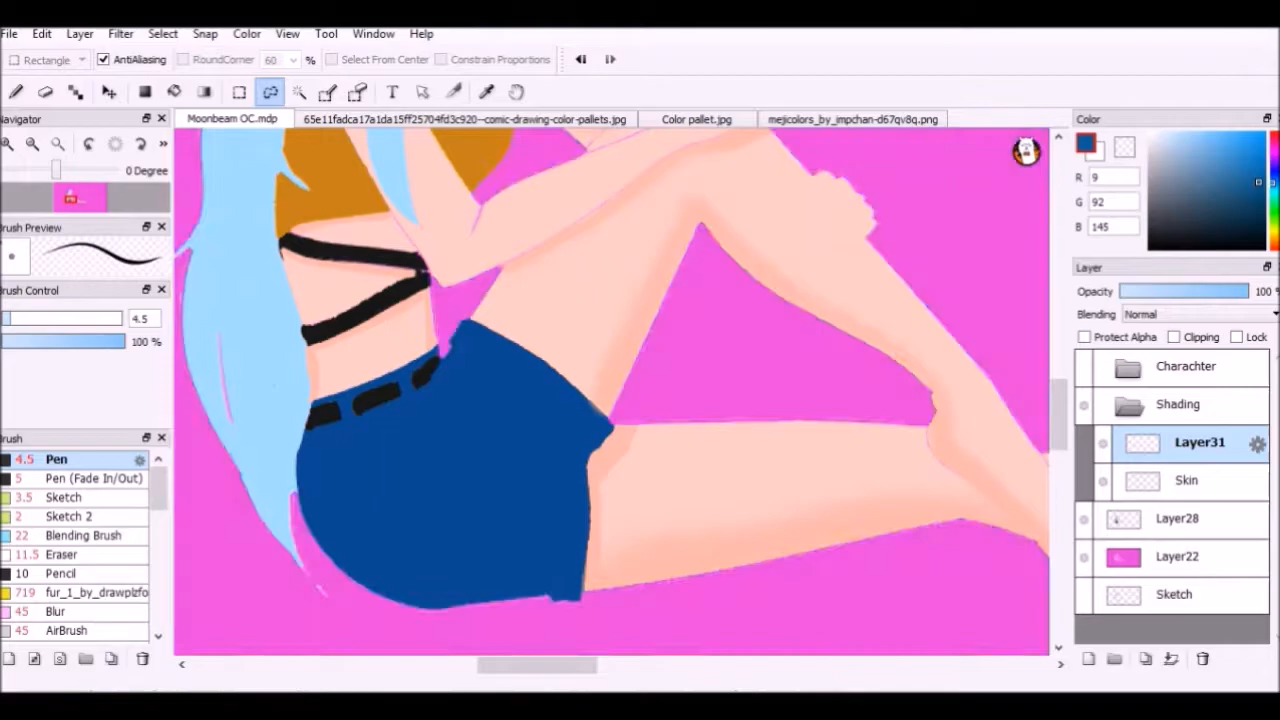 File Edit Layer Filter Select Snap Color View Tool Window Help
Rectangle AntiAliasing RoundCorner 60 % Select From Center Constrain Proportions
T
Navigator Moonbeam OC.mdp 65e11fadca17a1da15ff25704fd3c920--comic-drawing-color-pallets.jpg Color pallet.jpg mejicolors_by_impchan-d67qv8q.png Color
0 Degree
R 9
G 92
B 145
Brush Preview
Brush Control
4.5
100 %
Layer
Opacity 100
Blending Normal
Protect Alpha Clipping Lock
Charachter
Shading
Layer31
Skin
Layer28
Layer22
Sketch
Brush
4.5 Pen
5 Pen (Fade In/Out)
3.5 Sketch
2 Sketch 2
22 Blending Brush
11.5 Eraser
10 Pencil
719 fur_1_by_drawplzfo
45 Blur
45 AirBrush